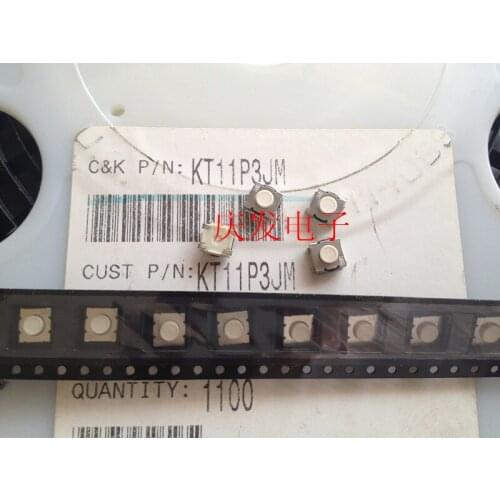 C&K P/N: KT11P3JM
庆发电子
CUST P/N: KT11P3JM
QUANTITY: 1100